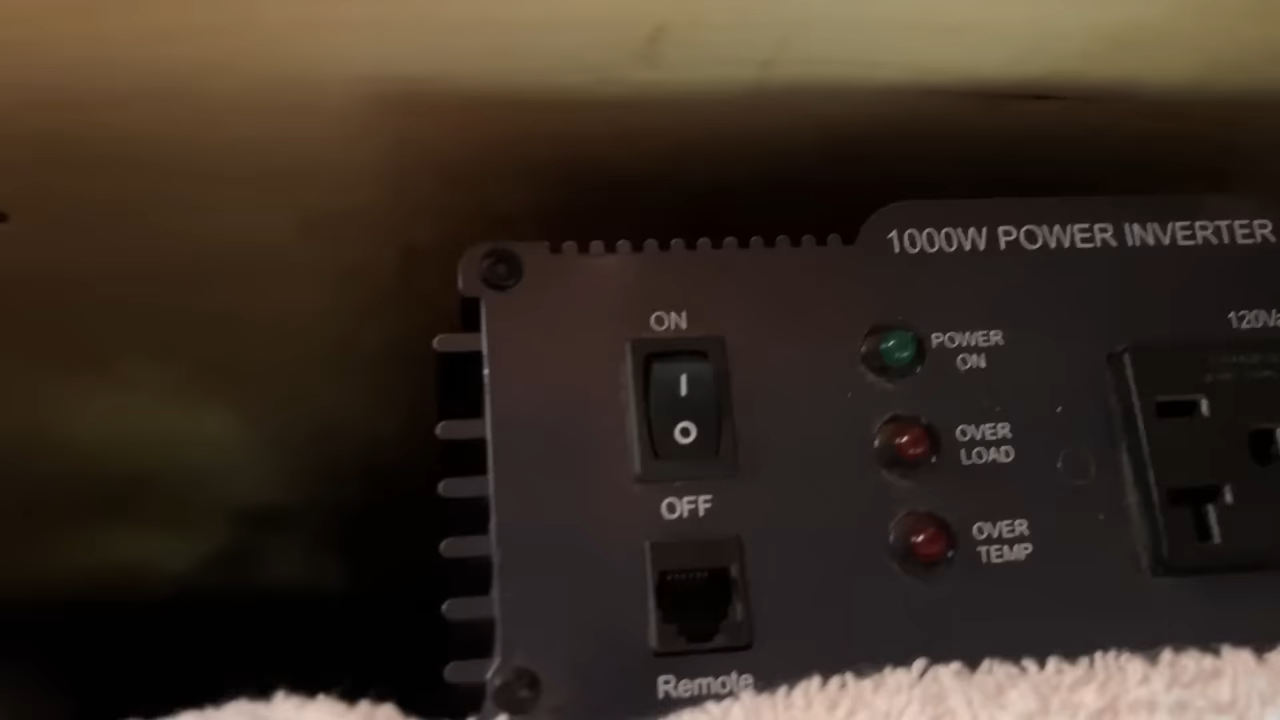 1000W POWER INVERTER
ON
I
O
OFF
Remote
POWER
ON
OVER
LOAD
OVER
TEMP